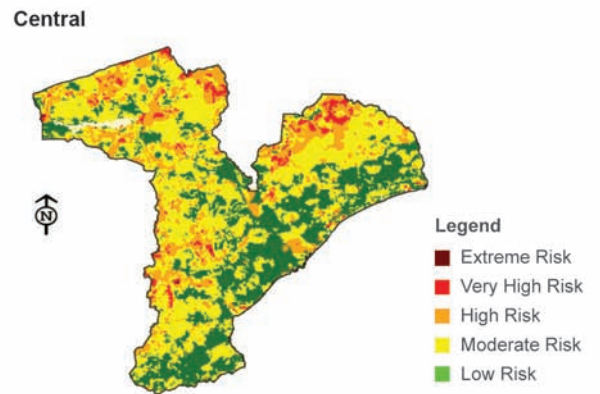 Central
N
Legend
Extreme Risk
Very High Risk
High Risk
Moderate Risk
Low Risk